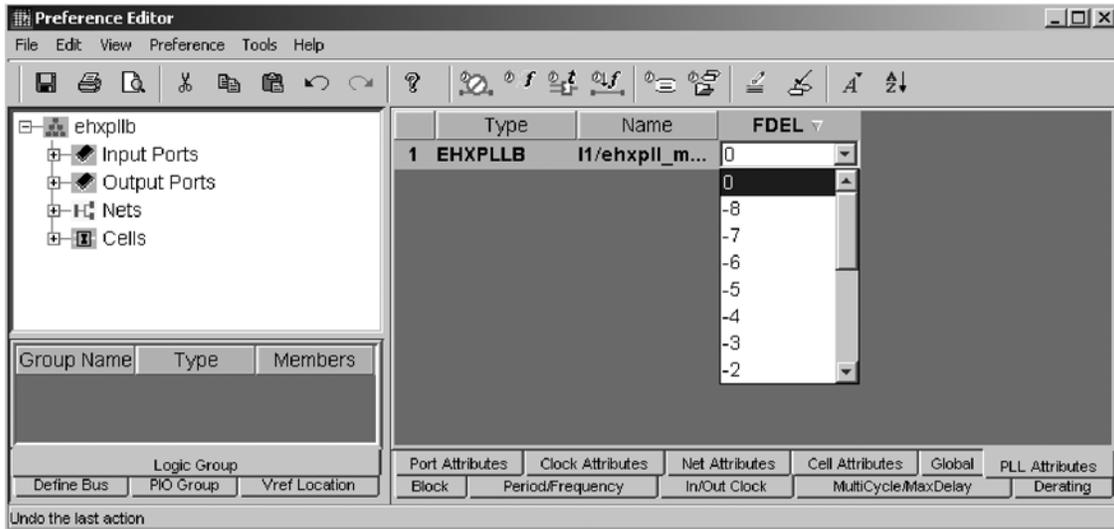 Preference Editor
File Edit View Preference Tools Help
ehxpllb
Input Ports
Output Ports
Nets
Cells
Group Name Type Members
Logic Group
Define Bus PIO Group Vref Location
Type Name FDEL
1 EHXPLLB I1/ehxpll_m... 0
0
-8
-7
-6
-5
-4
-3
-2
Port Attributes Clock Attributes Net Attributes Cell Attributes Global PLL Attributes
Block Period/Frequency In/Out Clock MultiCycle/MaxDelay Derating
Undo the last action